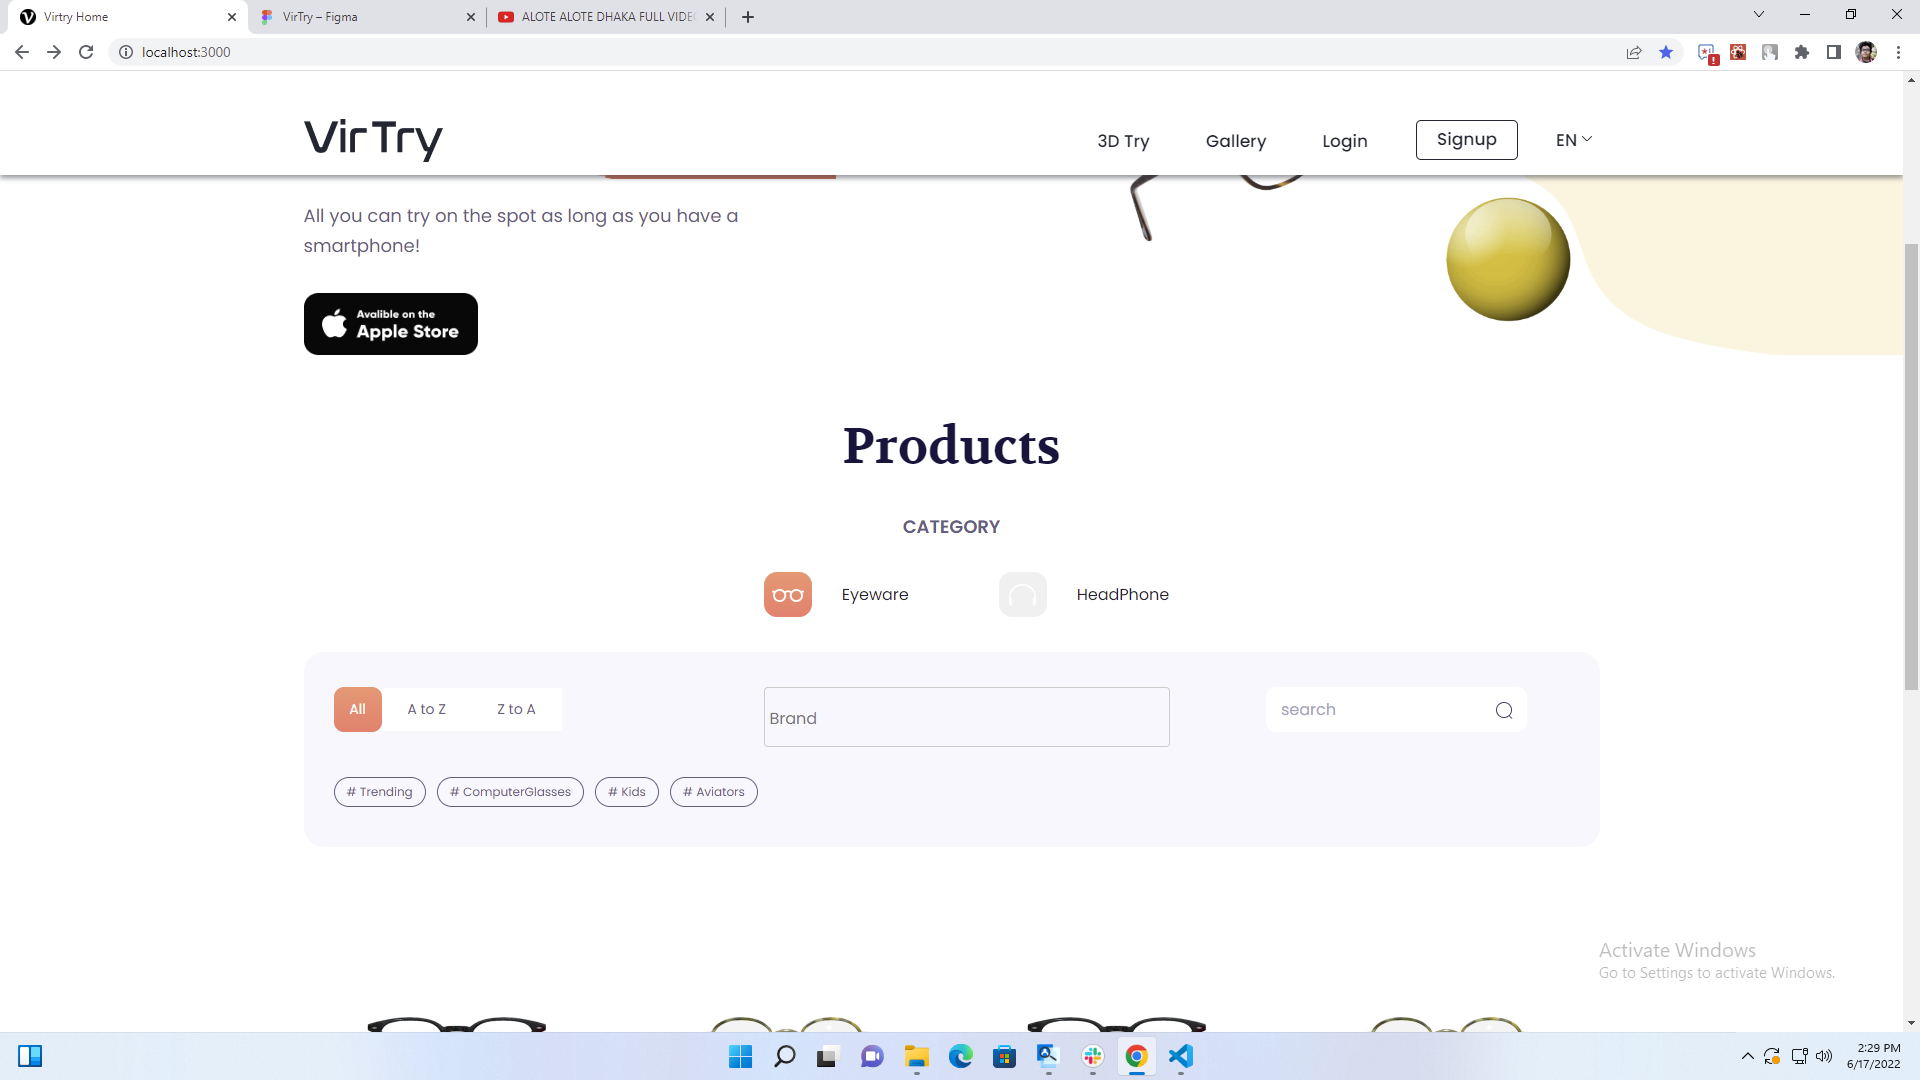 Virtry Home
VirTry – Figma
ALOTE ALOTE DHAKA FULL VIDE
localhost:3000
VirTry
3D Try
Gallery
Login
Signup
EN
All you can try on the spot as long as you have a
smartphone!
Avalible on the
Apple Store
Products
CATEGORY
Eyeware
HeadPhone
All
A to Z
Z to A
Brand
search
# Trending
# ComputerGlasses
# Kids
# Aviators
Activate Windows
Go to Settings to activate Windows.
2:29 PM
6/17/2022